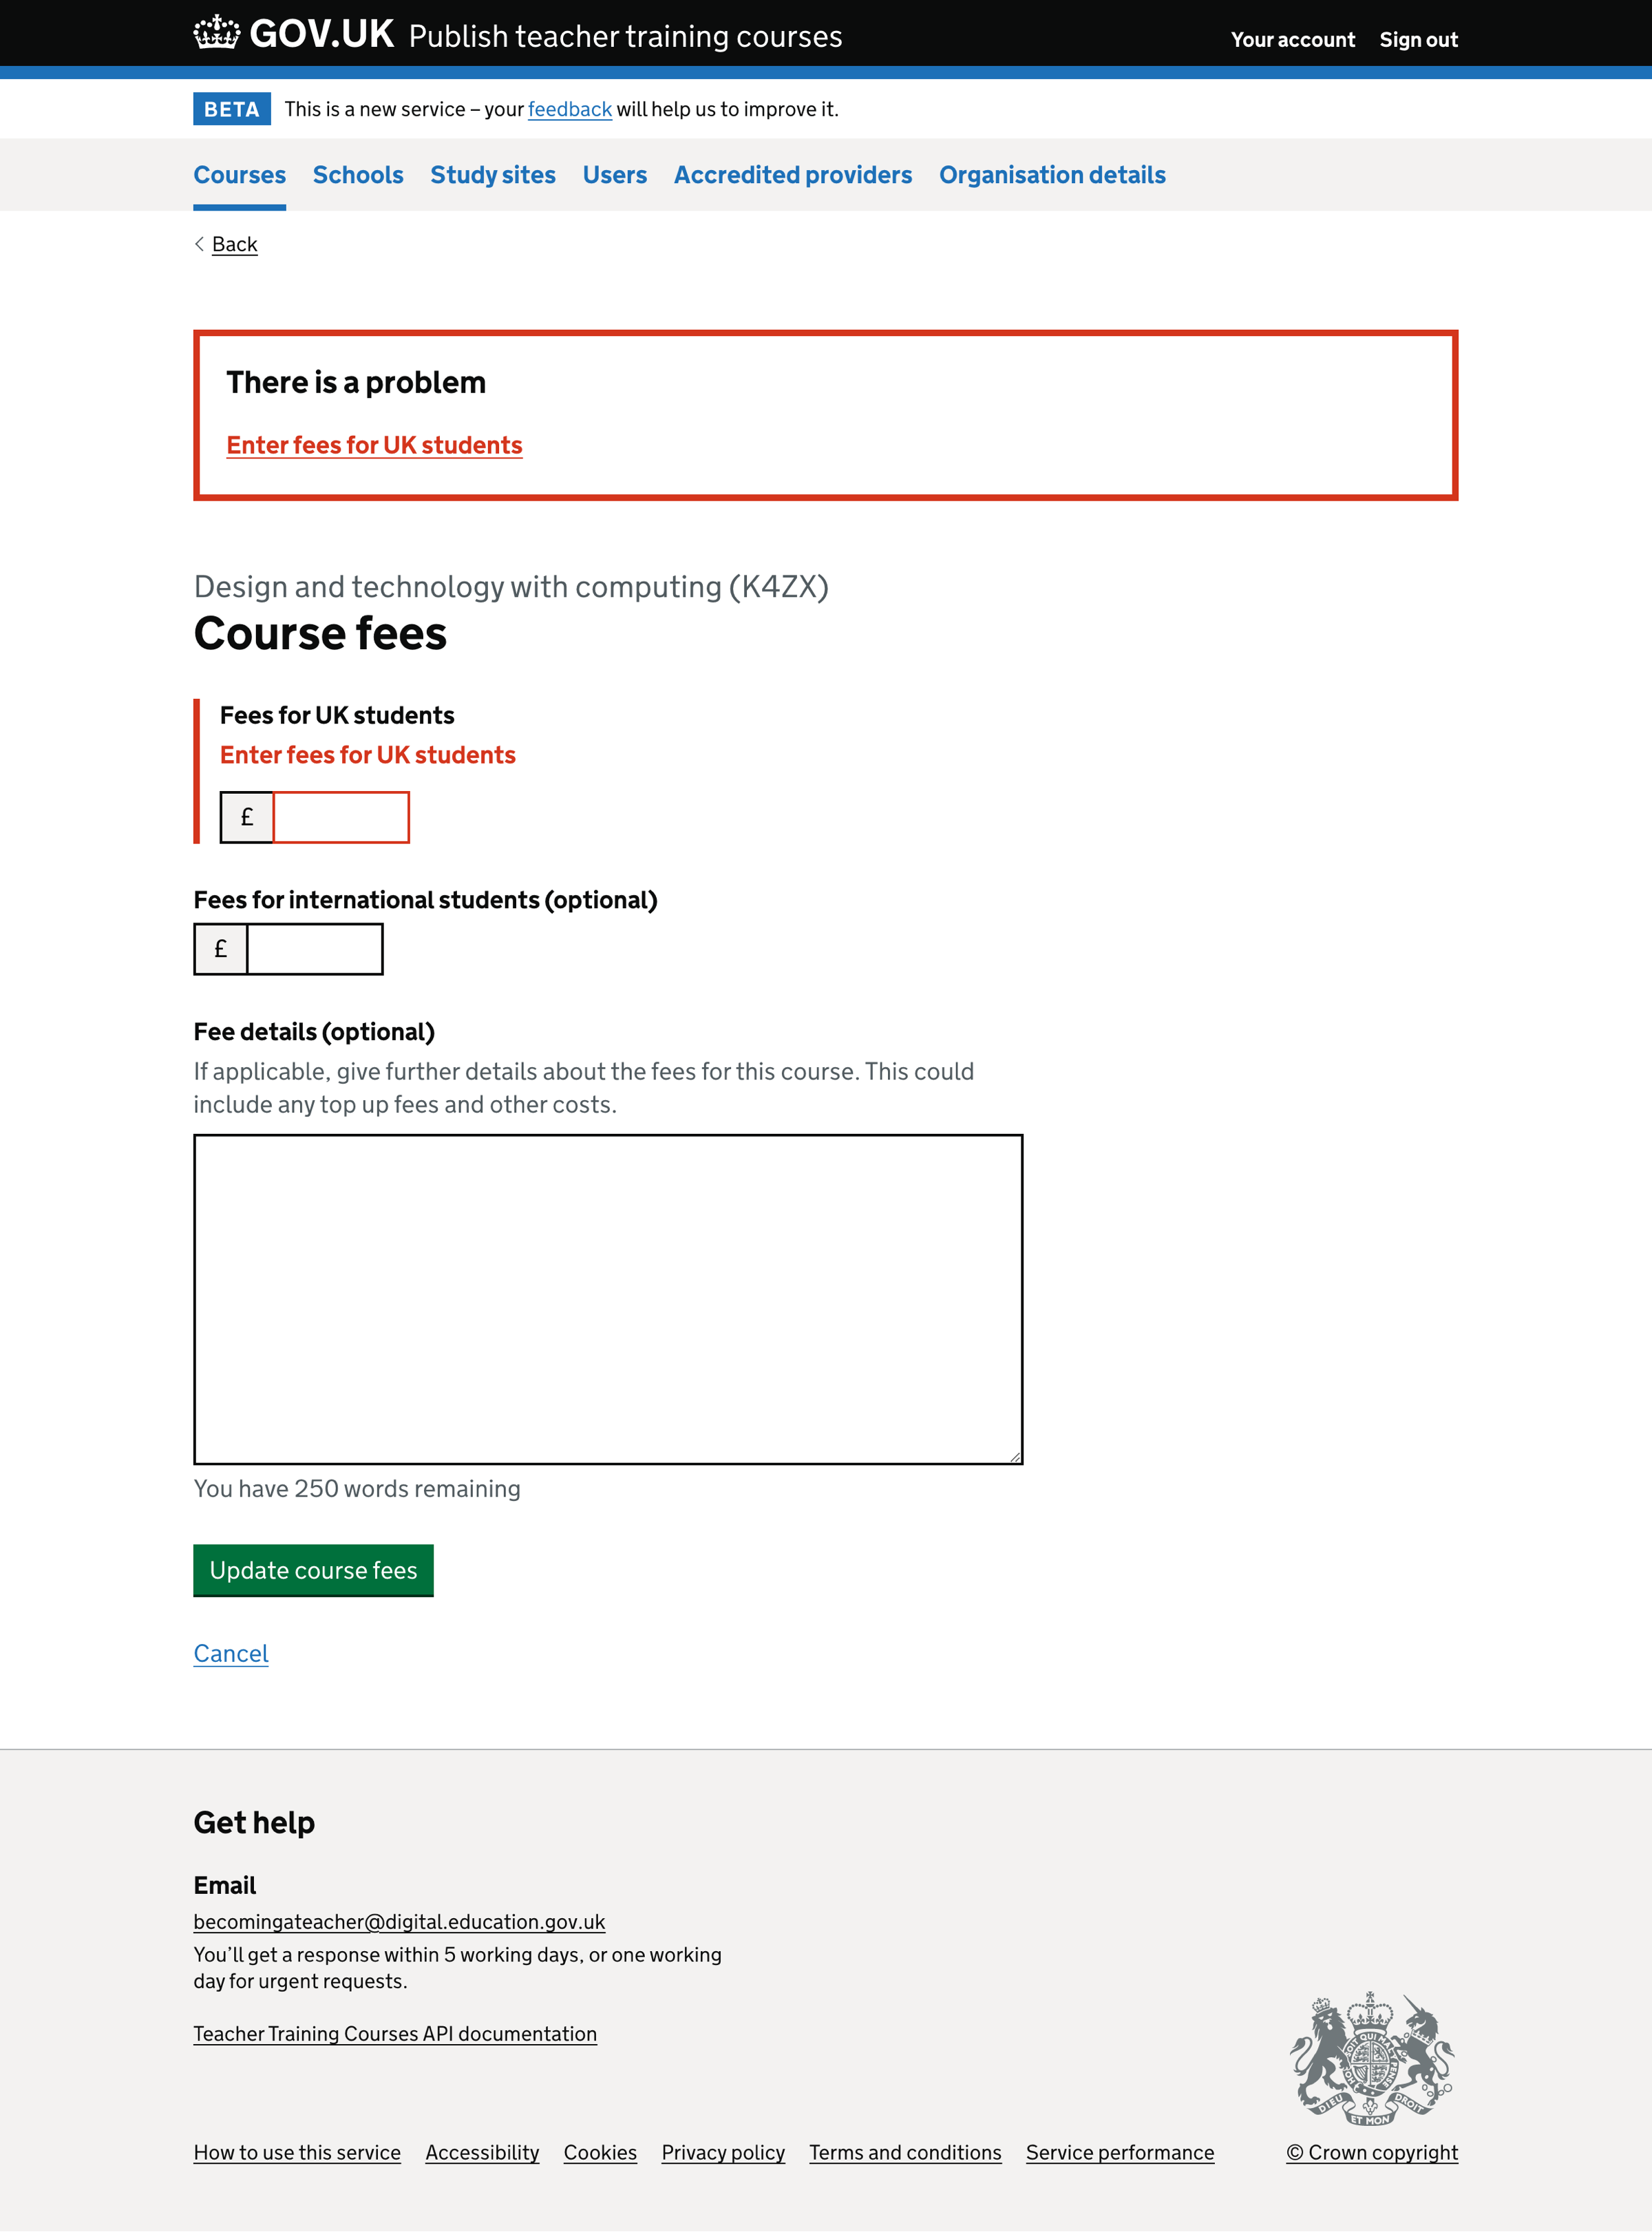 GOV.UK Publish teacher training courses
Your account Sign out
BETA This is a new service – your feedback will help us to improve it.
Courses Schools Study sites Users Accredited providers Organisation details
Back
There is a problem
Enter fees for UK students
Design and technology with computing (K4ZX)
Course fees
Fees for UK students
Enter fees for UK students
£
Fees for international students (optional)
£
Fee details (optional)
If applicable, give further details about the fees for this course. This could
include any top up fees and other costs.
You have 250 words remaining
Update course fees
Cancel
Get help
Email
becomingateacher@digital.education.gov.uk
You’ll get a response within 5 working days, or one working
day for urgent requests.
Teacher Training Courses API documentation
DIEU ET MON DROIT
How to use this service Accessibility Cookies Privacy policy Terms and conditions Service performance
© Crown copyright